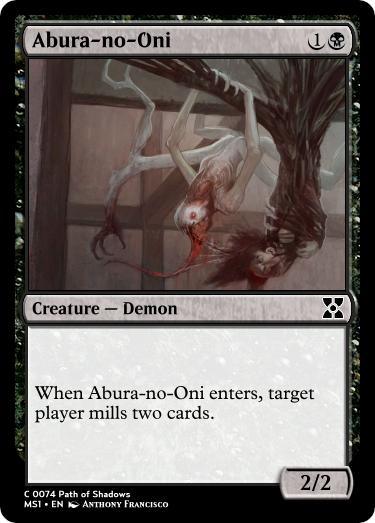 Abura-no-Oni 1
Creature — Demon
When Abura-no-Oni enters, target
player mills two cards.
2/2
C 0074 Path of Shadows
MS1 • EN Anthony Francisco